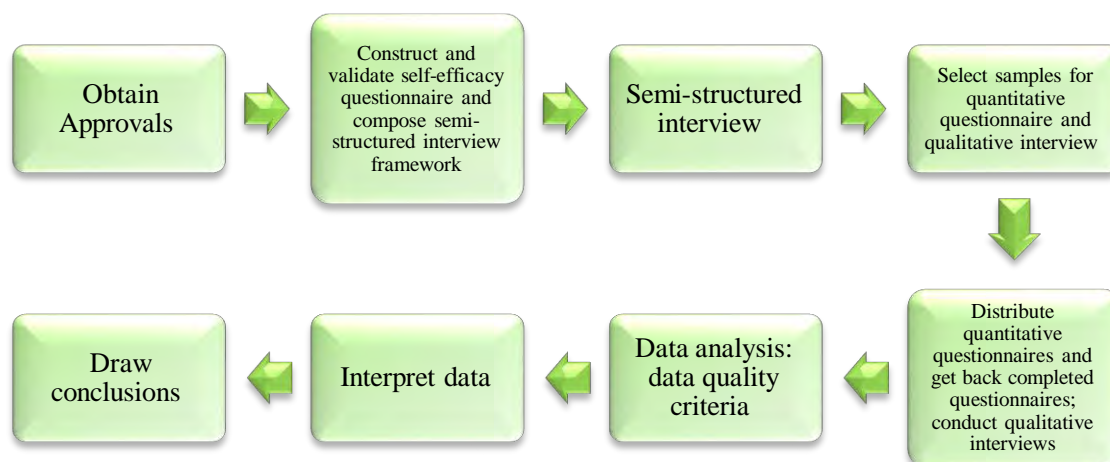 Obtain
Approvals
Construct and
validate self-efficacy
questionnaire and
compose semi-
structured interview
framework
Semi-structured
interview
Select samples for
quantitative
questionnaire and
qualitative interview
Distribute
quantitative
questionnaires and
get back completed
questionnaires;
conduct qualitative
interviews
Data analysis:
data quality
criteria
Interpret data
Draw
conclusions